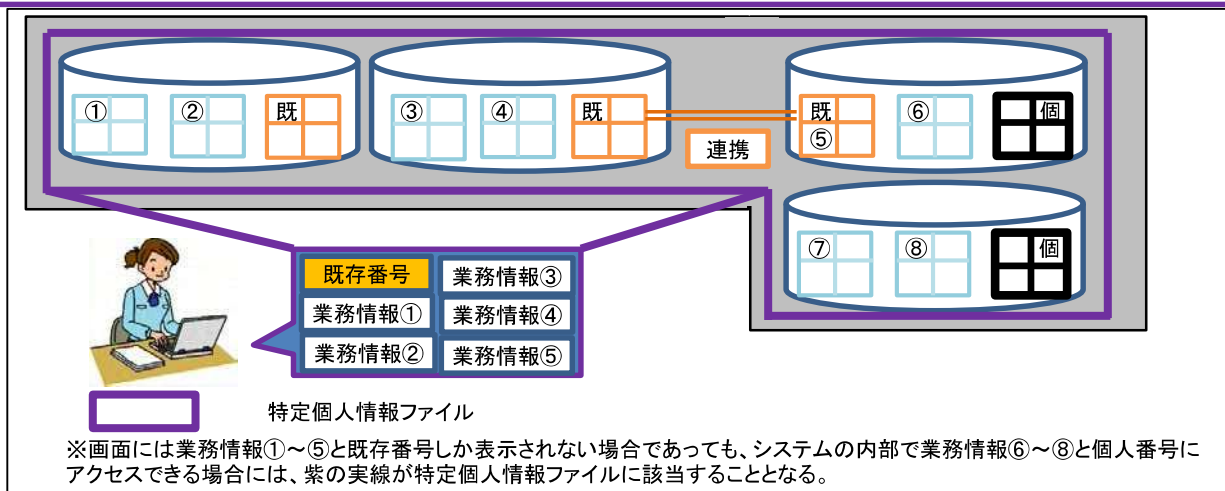 ① ② 既 ③ ④ 既 既 ⑥ 個
⑤
連携
⑦ ⑧ 個
既存番号 業務情報③
業務情報① 業務情報④
業務情報② 業務情報⑤
特定個人情報ファイル
※画面には業務情報①～⑤と既存番号しか表示されない場合であっても、システムの内部で業務情報⑥～⑧と個人番号に
アクセスできる場合には、紫の実線が特定個人情報ファイルに該当することとなる。